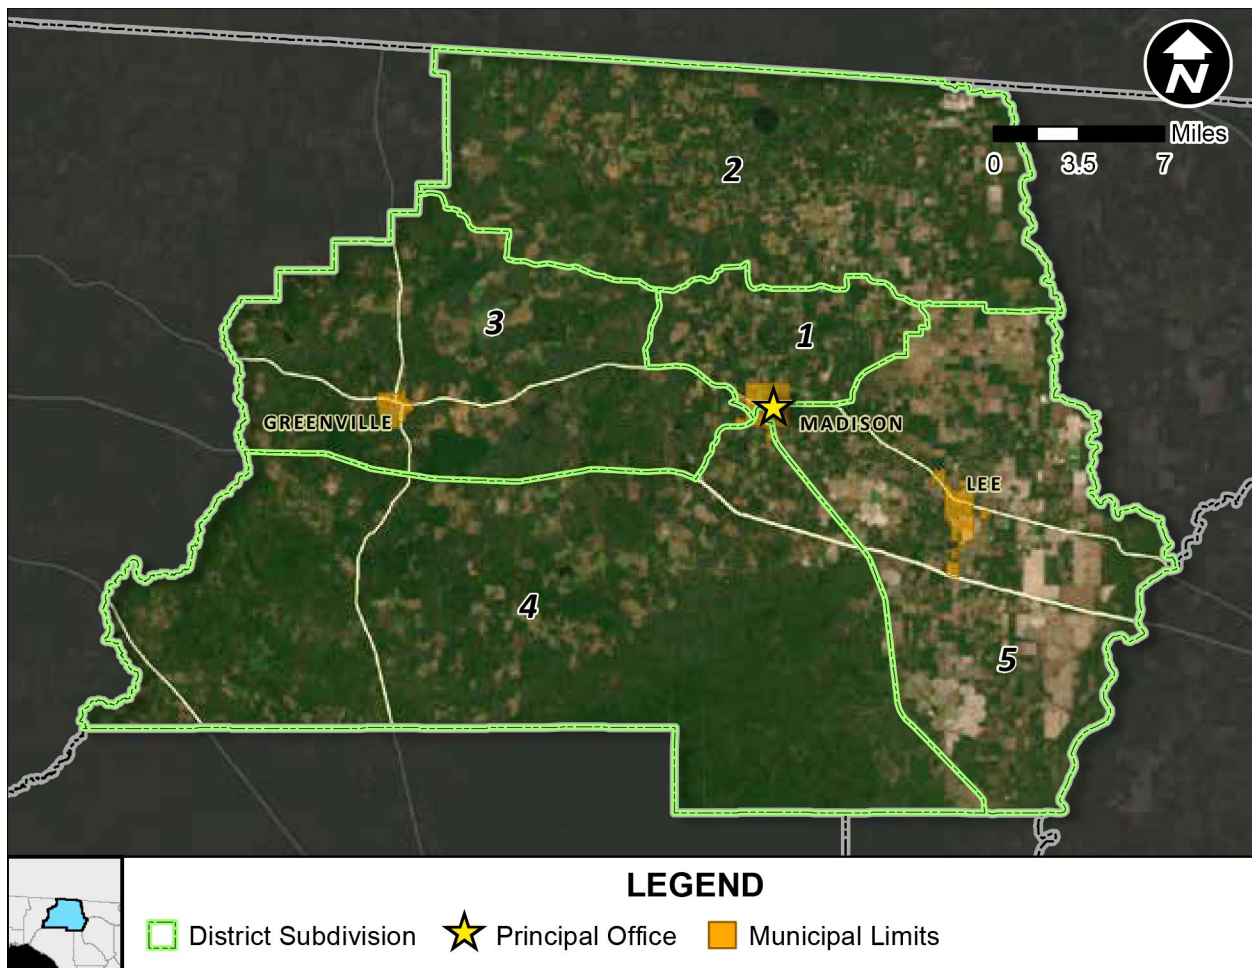 N
Miles
0 3.5 7
2
3
1
GREENVILLE
MADISON
LEE
4
5
LEGEND
District Subdivision Principal Office Municipal Limits